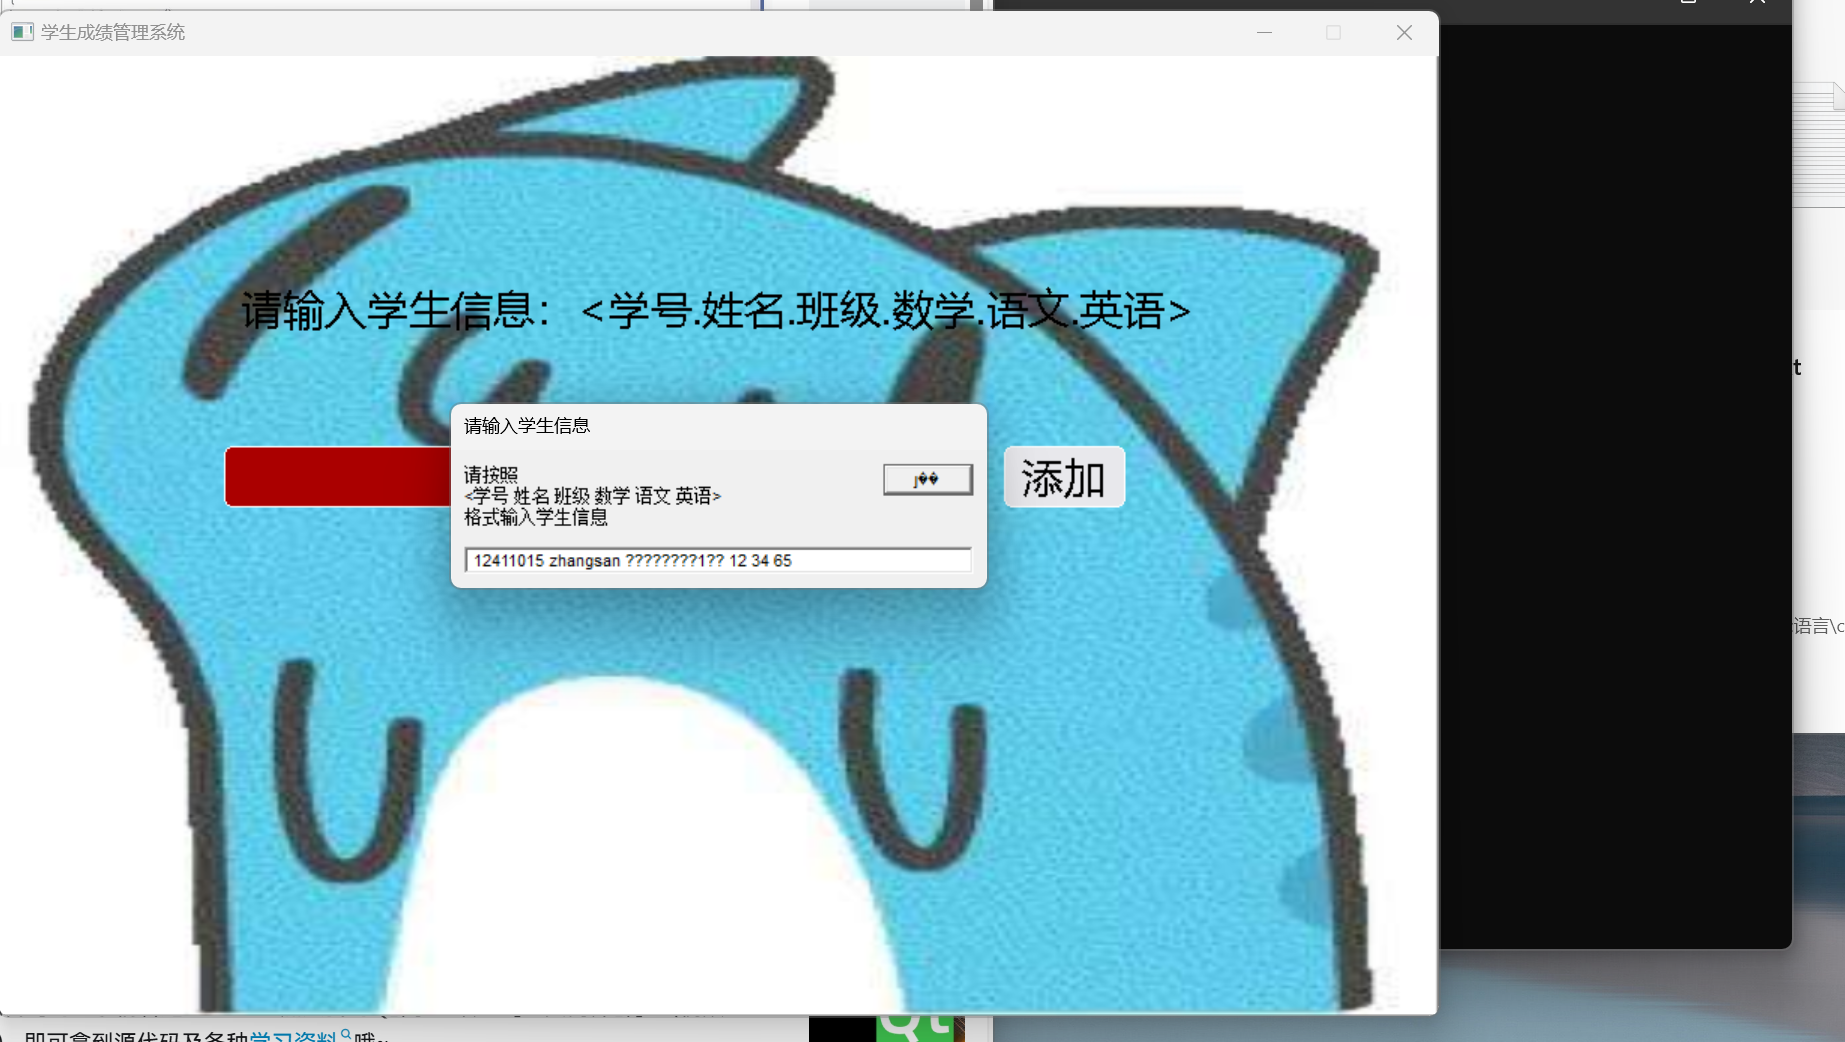 学生成绩管理系统
请输入学生信息：<学号.姓名.班级.数学.语文.英语>
请输入学生信息
请按照
<学号 姓名 班级 数学 语文 英语>
格式输入学生信息
12411015 zhangsan ????????1?? 12 34 65
添加
t
语言\c
即可拿到源代码及各种学习资料哦~
Qt